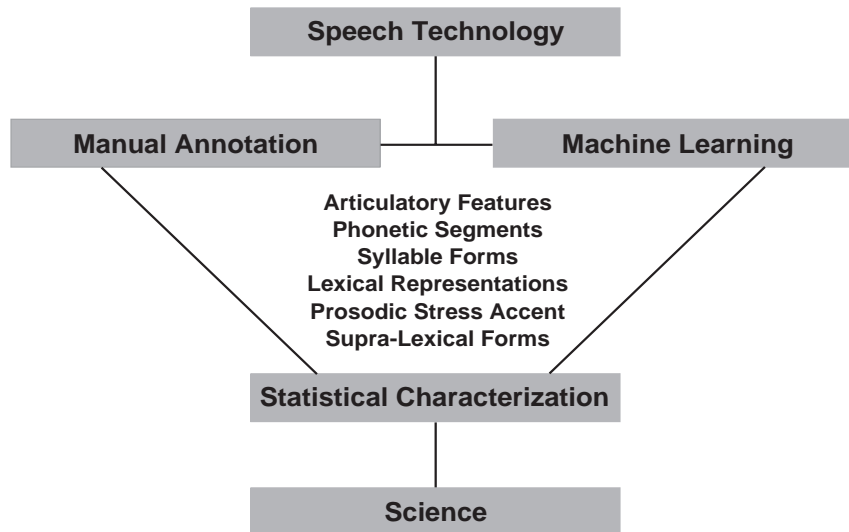 Speech Technology
Manual Annotation
Machine Learning
Articulatory Features
Phonetic Segments
Syllable Forms
Lexical Representations
Prosodic Stress Accent
Supra-Lexical Forms
Statistical Characterization
Science